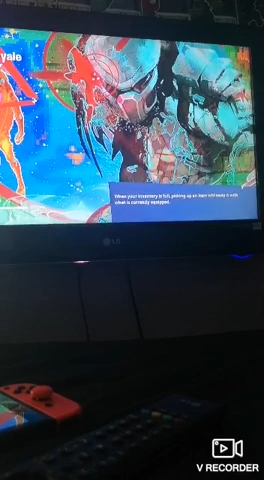 yale
When your inventory is full, picking up an item will swap it with
what is currently equipped.
LG
V RECORDER